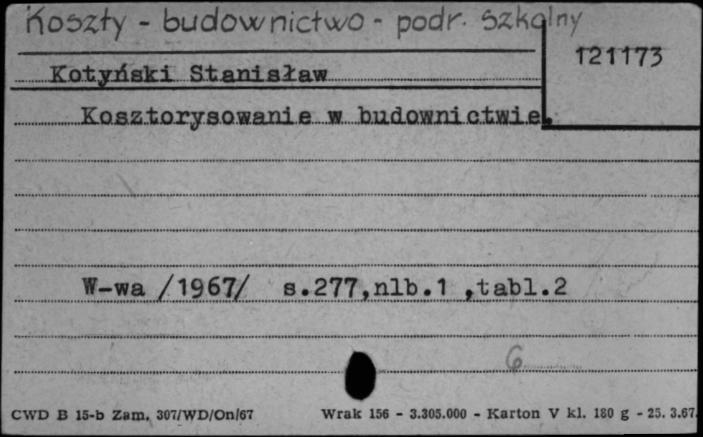 Koszty - budownictwo - podr. szkolny
121173
Kotyński Stanisław
Kosztorysowanie w budownictwie.
W-wa /1967/ s.277,nlb.1 ,tabl.2
6
CWD B 15-b Zam. 307/WD/On/67 Wrak 156 - 3.305.000 - Karton V kl. 180 g - 25. 3.67.